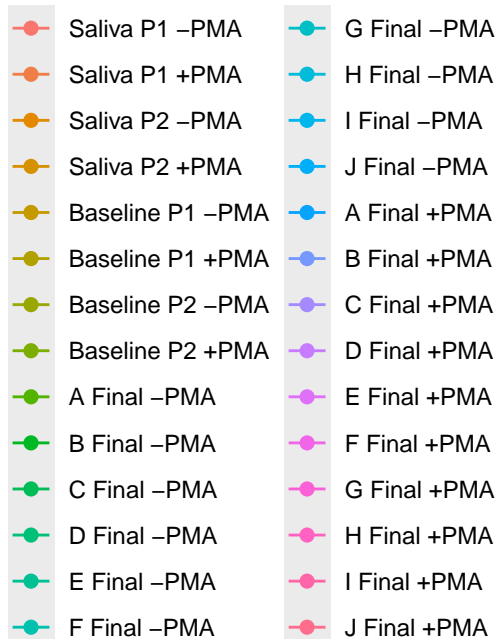 Saliva P1 −PMA
Saliva P1 +PMA
Saliva P2 −PMA
Saliva P2 +PMA
Baseline P1 −PMA
Baseline P1 +PMA
Baseline P2 −PMA
Baseline P2 +PMA
A Final −PMA
B Final −PMA
C Final −PMA
D Final −PMA
E Final −PMA
F Final −PMA
G Final −PMA
H Final −PMA
I Final −PMA
J Final −PMA
A Final +PMA
B Final +PMA
C Final +PMA
D Final +PMA
E Final +PMA
F Final +PMA
G Final +PMA
H Final +PMA
I Final +PMA
J Final +PMA